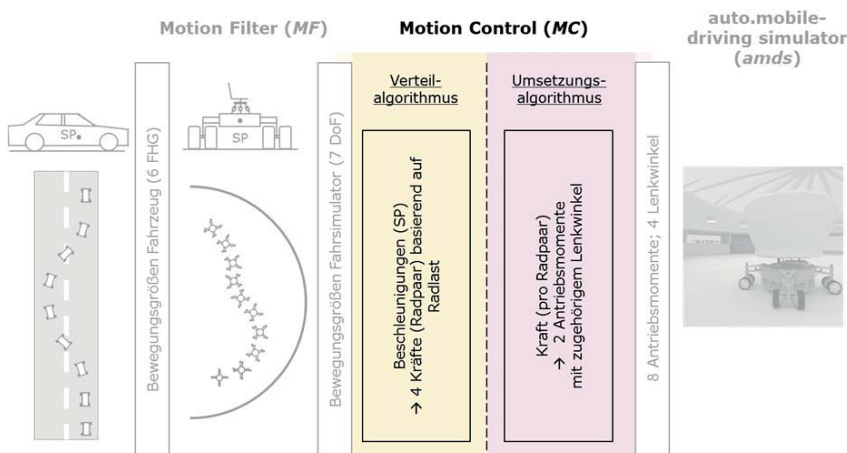 Motion Filter (MF)
Motion Control (MC)
auto.mobile-
driving simulator
(amds)
SP
Bewegungsgrößen Fahrzeug (6 FHG)
SP
Bewegungsgrößen Fahrsimulator (7 DoF)
Verteil-
algorithmus
Beschleunigungen (SP)
→ 4 Kräfte (Radpaar) basierend auf
Radlast
Umsetzungs-
algorithmus
Kraft (pro Radpaar)
→ 2 Antriebsmomente
mit zugehörigem Lenkwinkel
8 Antriebsmomente; 4 Lenkwinkel